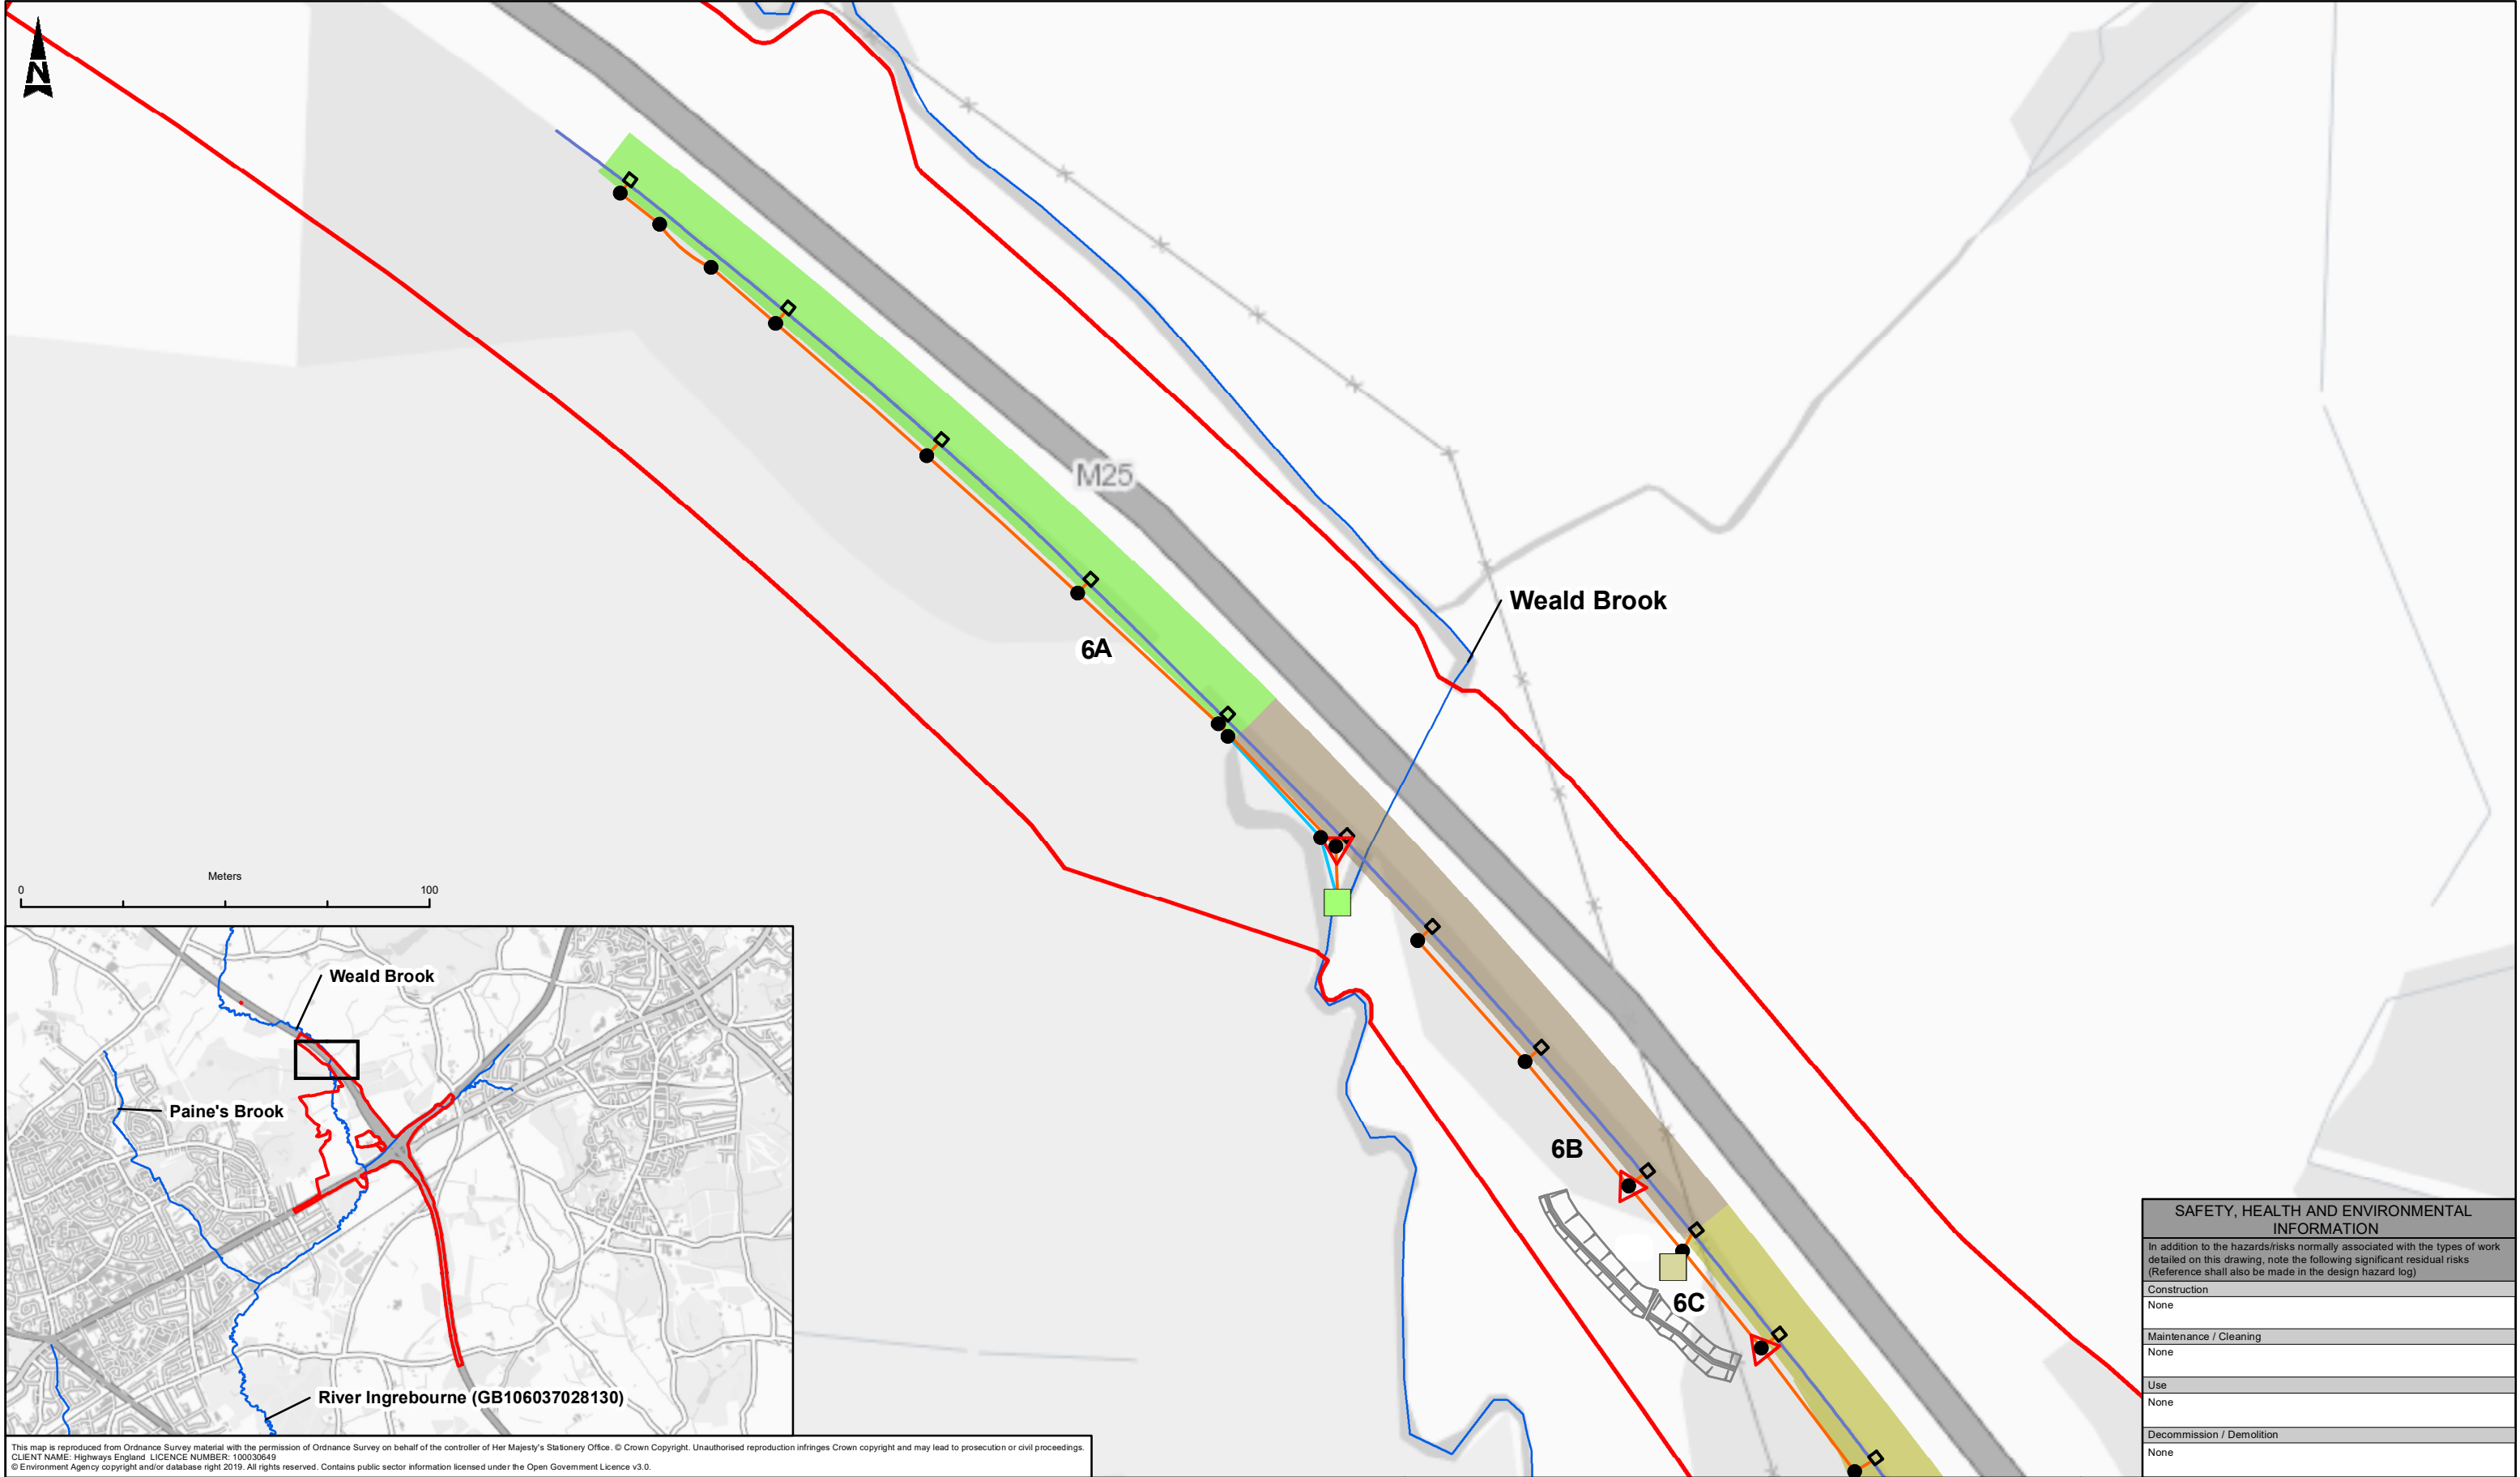 N
M25
Weald Brook
6A
Meters
0 100
6B
6C
Weald Brook
Paine's Brook
River Ingrebourne (GB106037028130)
SAFETY, HEALTH AND ENVIRONMENTAL
INFORMATION
In addition to the hazards/risks normally associated with the types of work
detailed on this drawing, note the following significant residual risks
(Reference shall also be made in the design hazard log)
Construction
None
Maintenance / Cleaning
None
Use
None
Decommission / Demolition
None
This map is reproduced from Ordnance Survey material with the permission of Ordnance Survey on behalf of the controller of Her Majesty's Stationery Office. © Crown Copyright. Unauthorised reproduction infringes Crown copyright and may lead to prosecution or civil proceedings.
CLIENT NAME: Highways England LICENCE NUMBER: 100030649
© Environment Agency copyright and/or database right 2019. All rights reserved. Contains public sector information licensed under the Open Government Licence v3.0.